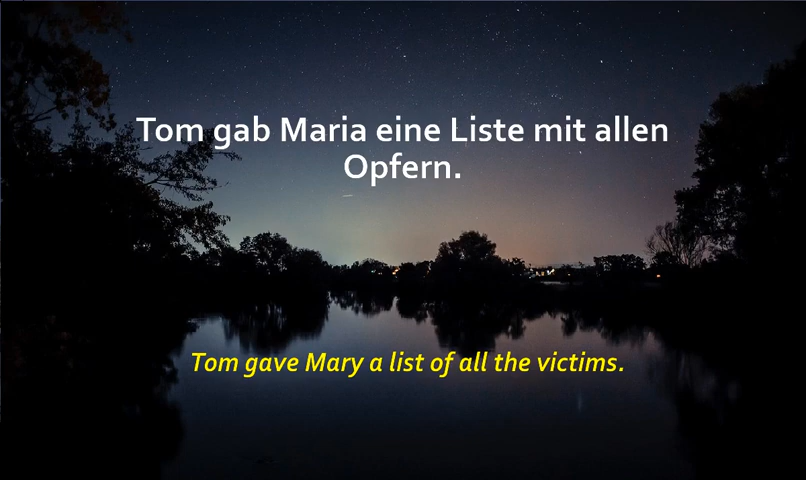 Tom gab Maria eine Liste mit allen
Opfern.
Tom gave Mary a list of all the victims.